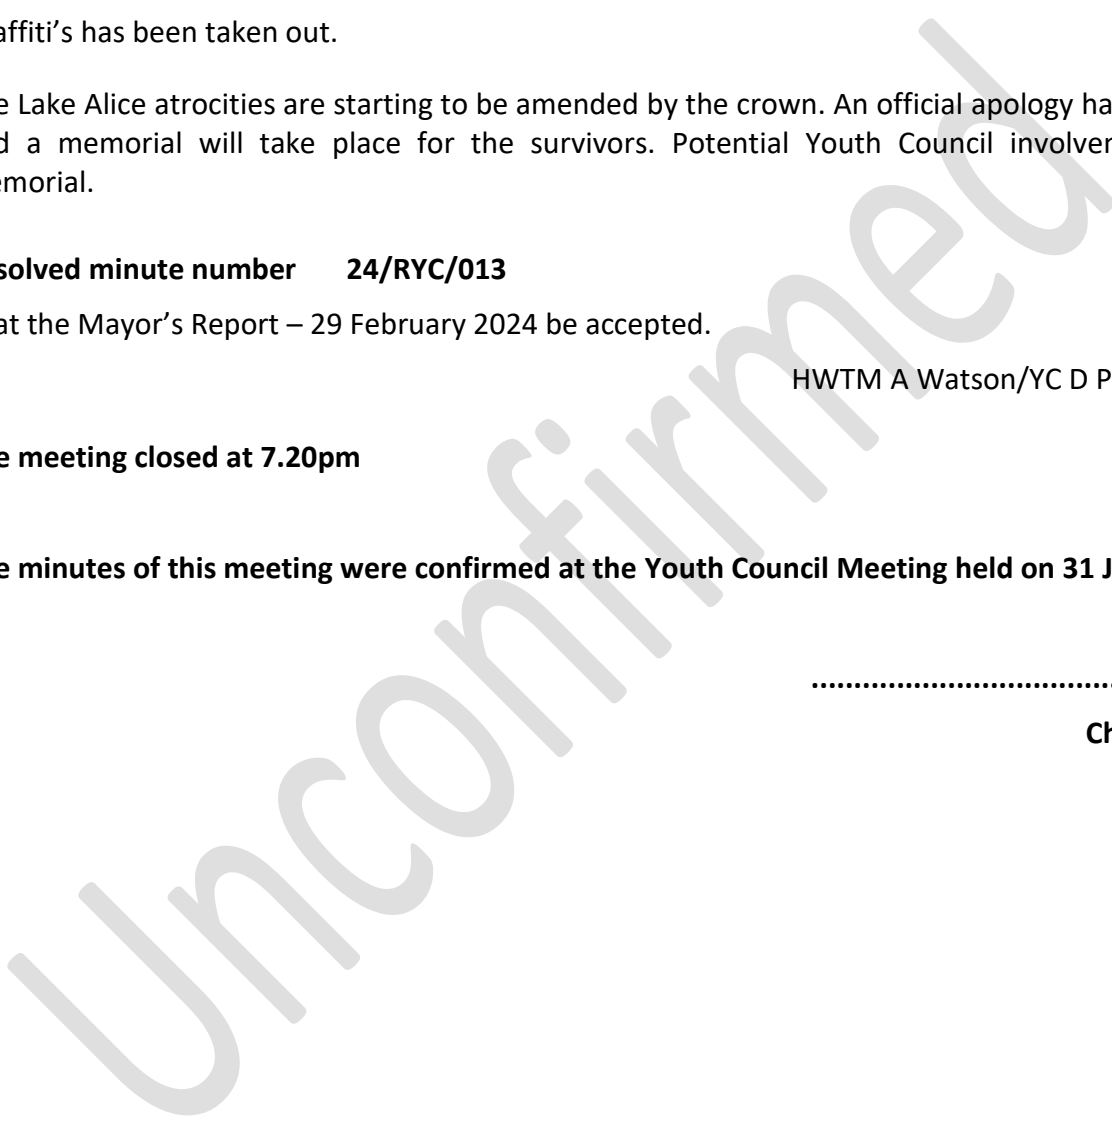 affiti’s has been taken out.
e Lake Alice atrocities are starting to be amended by the crown. An official apology ha
d a memorial will take place for the survivors. Potential Youth Council involver
emorial.
solved minute number 24/RYC/013
at the Mayor’s Report – 29 February 2024 be accepted.
HWTM A Watson/YC D P
e meeting closed at 7.20pm
e minutes of this meeting were confirmed at the Youth Council Meeting held on 31 J
...................................
Ch
Unconfirmed